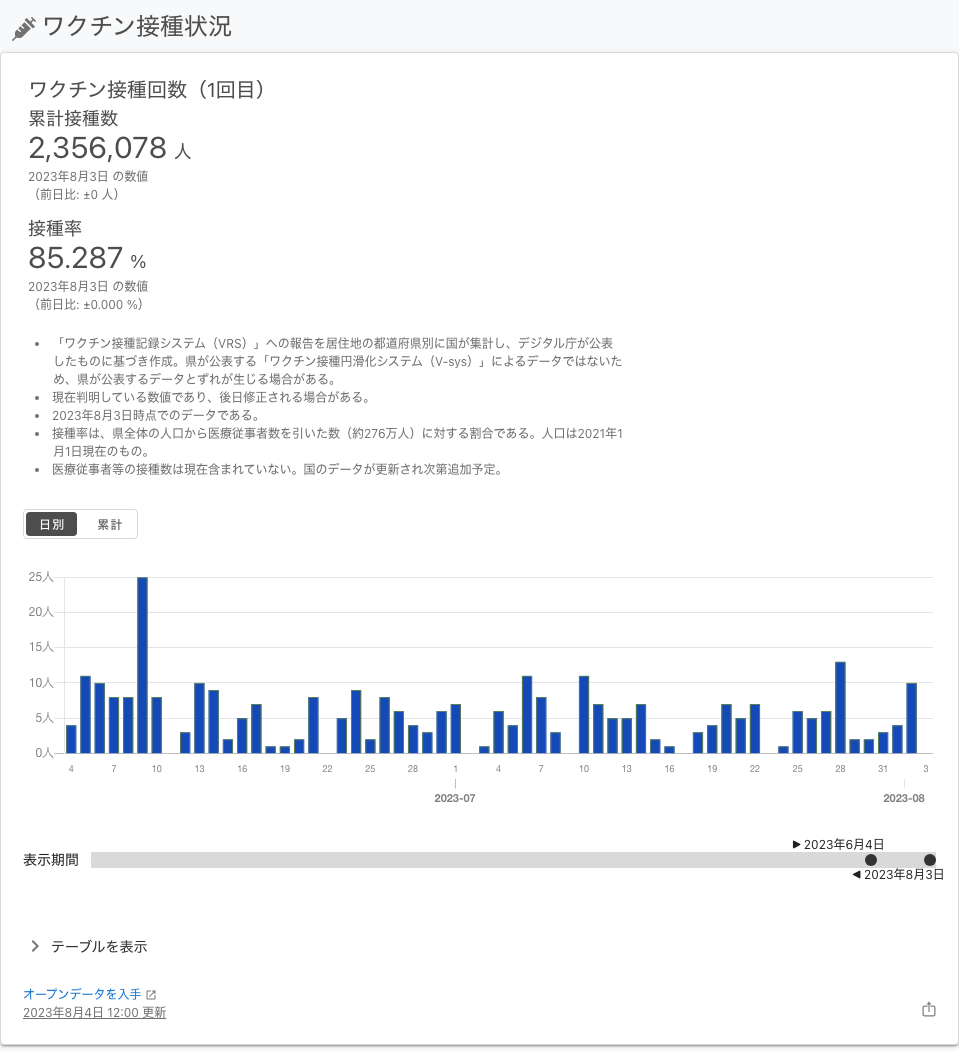 ワクチン接種状況
ワクチン接種回数（1回目）
累計接種数
2,356,078 人
2023年8月3日 の数値
（前日比: ±0 人）
接種率
85.287 %
2023年8月3日 の数値
（前日比: ±0.000 %）
• 「ワクチン接種記録システム（VRS）」への報告を居住地の都道府県別に国が集計し、デジタル庁が公表
したものに基づき作成。県が公表する「ワクチン接種円滑化システム（V-sys）」によるデータではないた
め、県が公表するデータとずれが生じる場合がある。
• 現在判明している数値であり、後日修正される場合がある。
• 2023年8月3日時点でのデータである。
• 接種率は、県全体の人口から医療従事者数を引いた数（約276万人）に対する割合である。人口は2021年1
月1日現在のもの。
• 医療従事者等の接種数は現在含まれていない。国のデータが更新され次第追加予定。
日別 累計
25人
20人
15人
10人
5人
0人
4 7 10 13 16 19 22 25 28 1 4 7 10 13 16 19 22 25 28 31 3
2023-07 2023-08
▶ 2023年6月4日
表示期間
◀ 2023年8月3日
テーブルを表示
オープンデータを入手
2023年8月4日 12:00 更新